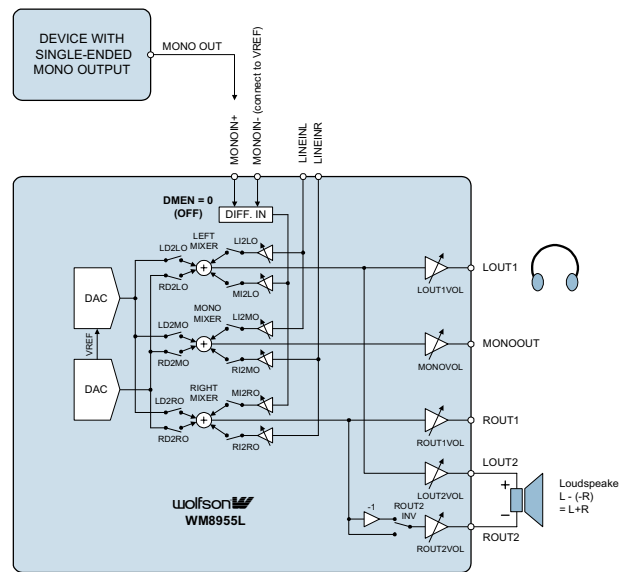 DEVICE WITH
SINGLE-ENDED
MONO OUTPUT
MONO OUT
MONOIN+
MONOIN- (connect to VREF)
LINEINL
LINEINR
DMEN = 0
(OFF)
DIFF. IN
LEFT
MIXER
LD2LO
RD2LO
LI2LO
MI2LO
LOUT1VOL
LOUT1
DAC
VREF
DAC
MONO
MIXER
LD2MO
RD2MO
LI2MO
RI2MO
MONOVOL
MONOOUT
RIGHT
MIXER
LD2RO
RD2RO
MI2RO
RI2RO
ROUT1VOL
ROUT1
LOUT2VOL
LOUT2
-1
ROUT2
INV
ROUT2VOL
ROUT2
+
−
Loudspeake
L - (-R)
= L+R
wolfson
WM8955L